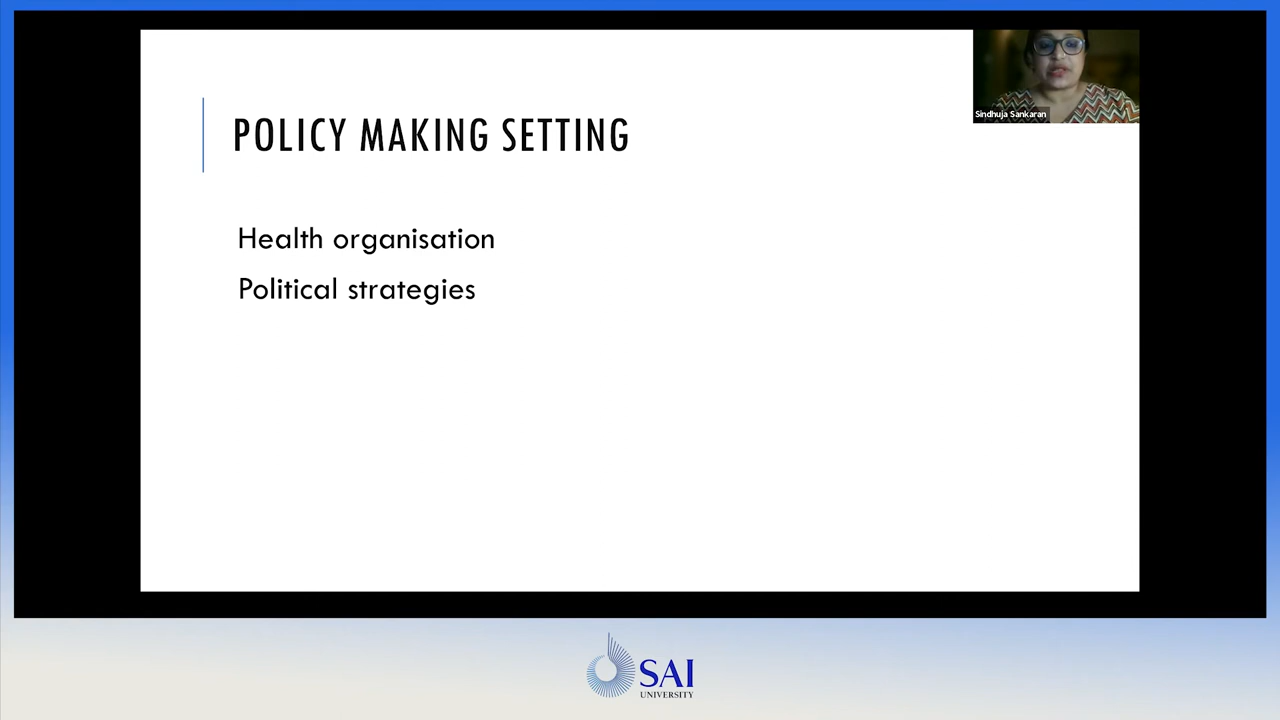 POLICY MAKING SETTING
Sindhuja Sankaran
Health organisation
Political strategies
SAI
UNIVERSITY